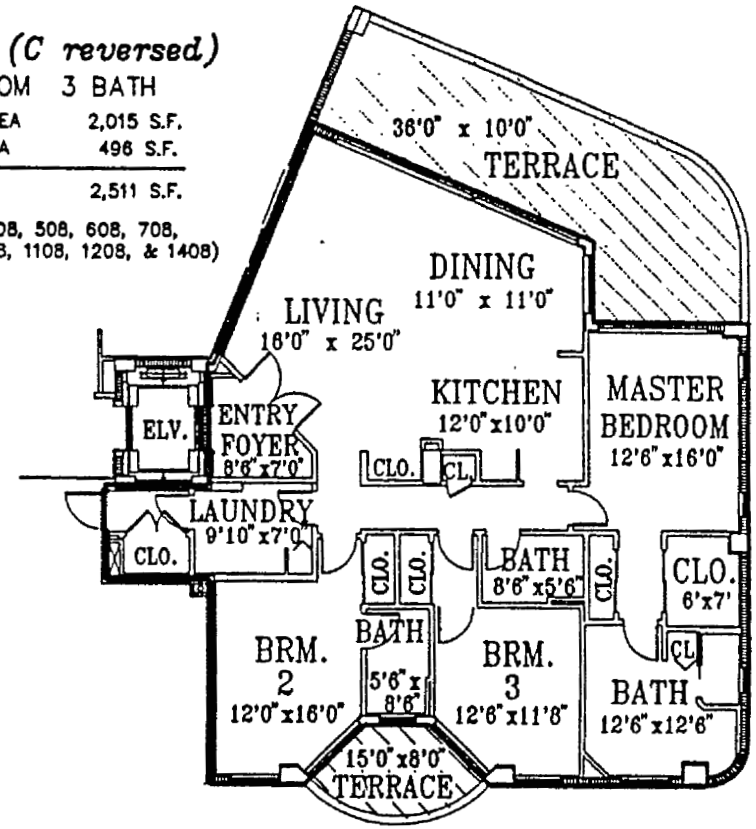 (C reversed)
OM 3 BATH
EA 2,015 S.F.
A 496 S.F.
2,511 S.F.
08, 508, 608, 708,
8, 1108, 1208, & 1408)
36'0" x 10'0"
TERRACE
DINING
11'0" x 11'0"
LIVING
16'0" x 25'0"
KITCHEN
12'0"x10'0"
MASTER
BEDROOM
12'6"x16'0"
ELV.
ENTRY
FOYER
8'6"x7'0"
CLO.
CL
LAUNDRY
9'10"x7'0"
CLO.
CLO.
CLO.
BATH
8'6"x5'6"
CLO.
CLO.
6'x7'
BRM.
2
12'0"x16'0"
BATH
5'6"x
8'6"
BRM.
3
12'6"x11'8"
CL
BATH
12'6"x12'6"
15'0"x8'0"
TERRACE